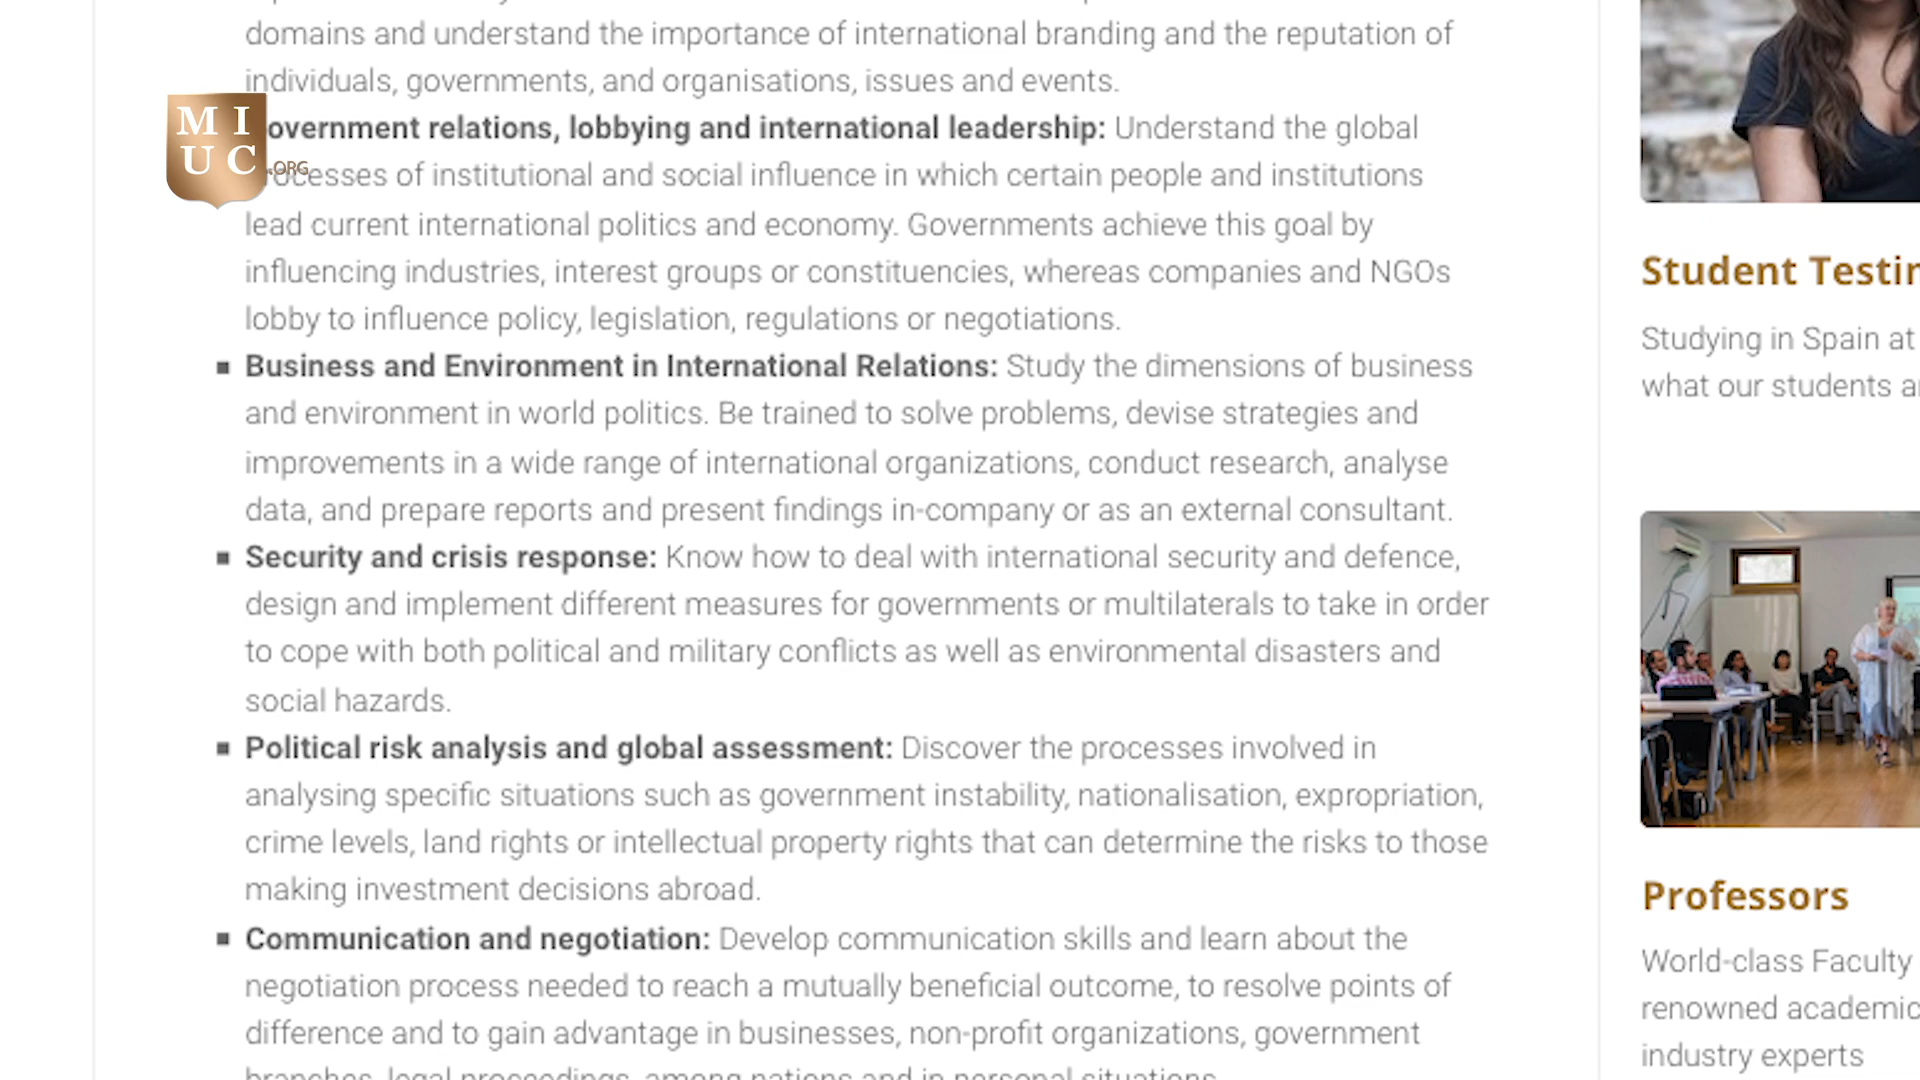 domains and understand the importance of international branding and the reputation of
individuals, governments, and organisations, issues and events.
overnment relations, lobbying and international leadership: Understand the global
ocesses of institutional and social influence in which certain people and institutions
lead current international politics and economy. Governments achieve this goal by
influencing industries, interest groups or constituencies, whereas companies and NGOs
lobby to influence policy, legislation, regulations or negotiations.
▪ Business and Environment in International Relations: Study the dimensions of business
and environment in world politics. Be trained to solve problems, devise strategies and
improvements in a wide range of international organizations, conduct research, analyse
data, and prepare reports and present findings in-company or as an external consultant.
▪ Security and crisis response: Know how to deal with international security and defence,
design and implement different measures for governments or multilaterals to take in order
to cope with both political and military conflicts as well as environmental disasters and
social hazards.
▪ Political risk analysis and global assessment: Discover the processes involved in
analysing specific situations such as government instability, nationalisation, expropriation,
crime levels, land rights or intellectual property rights that can determine the risks to those
making investment decisions abroad.
▪ Communication and negotiation: Develop communication skills and learn about the
negotiation process needed to reach a mutually beneficial outcome, to resolve points of
difference and to gain advantage in businesses, non-profit organizations, government
branches, legal proceedings, among nations and in personal situations.
M I
U C
.ORG
Student Testin
Studying in Spain at
what our students a
Professors
World-class Faculty
renowned academic
industry experts